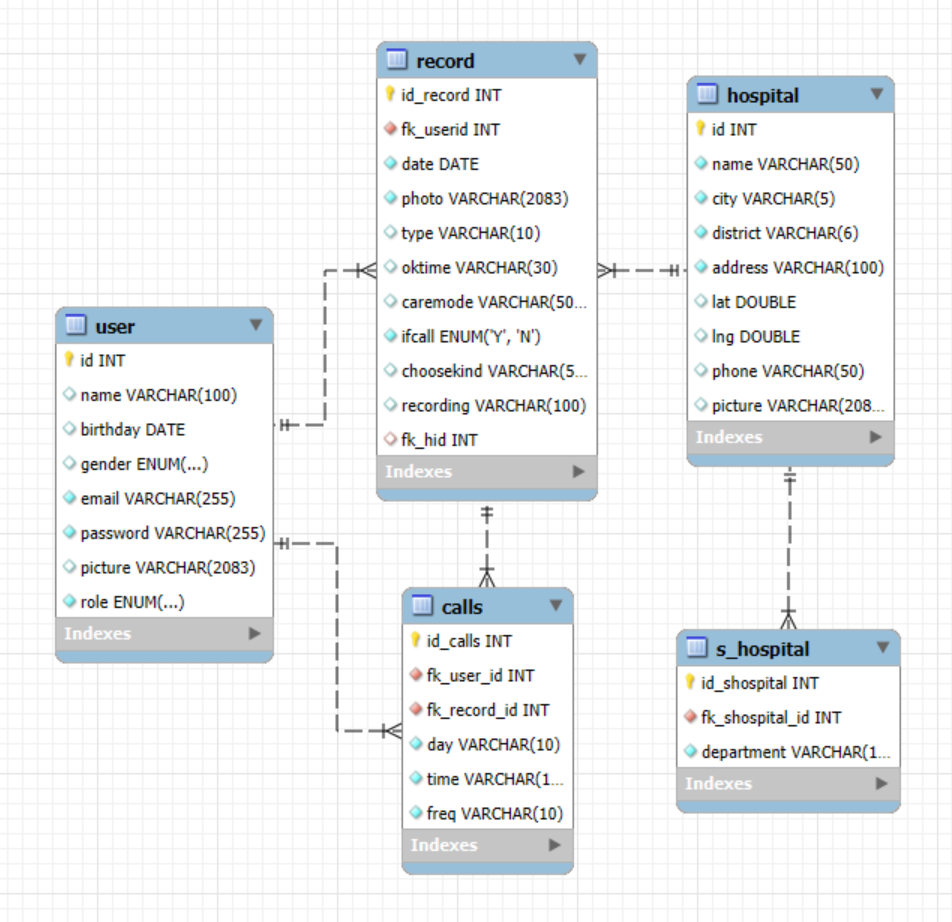 record
id_record INT
fk_userid INT
date DATE
photo VARCHAR(2083)
type VARCHAR(10)
oktime VARCHAR(30)
caremode VARCHAR(50...
ifcall ENUM('Y', 'N')
choosekind VARCHAR(5...
recording VARCHAR(100)
fk_hid INT
Indexes
hospital
id INT
name VARCHAR(50)
city VARCHAR(5)
district VARCHAR(6)
address VARCHAR(100)
lat DOUBLE
lng DOUBLE
phone VARCHAR(50)
picture VARCHAR(208...
Indexes
user
id INT
name VARCHAR(100)
birthday DATE
gender ENUM(...)
email VARCHAR(255)
password VARCHAR(255)
picture VARCHAR(2083)
role ENUM(...)
Indexes
calls
id_calls INT
fk_user_id INT
fk_record_id INT
day VARCHAR(10)
time VARCHAR(1...
freq VARCHAR(10)
Indexes
s_hospital
id_shospital INT
fk_shospital_id INT
department VARCHAR(1...
Indexes